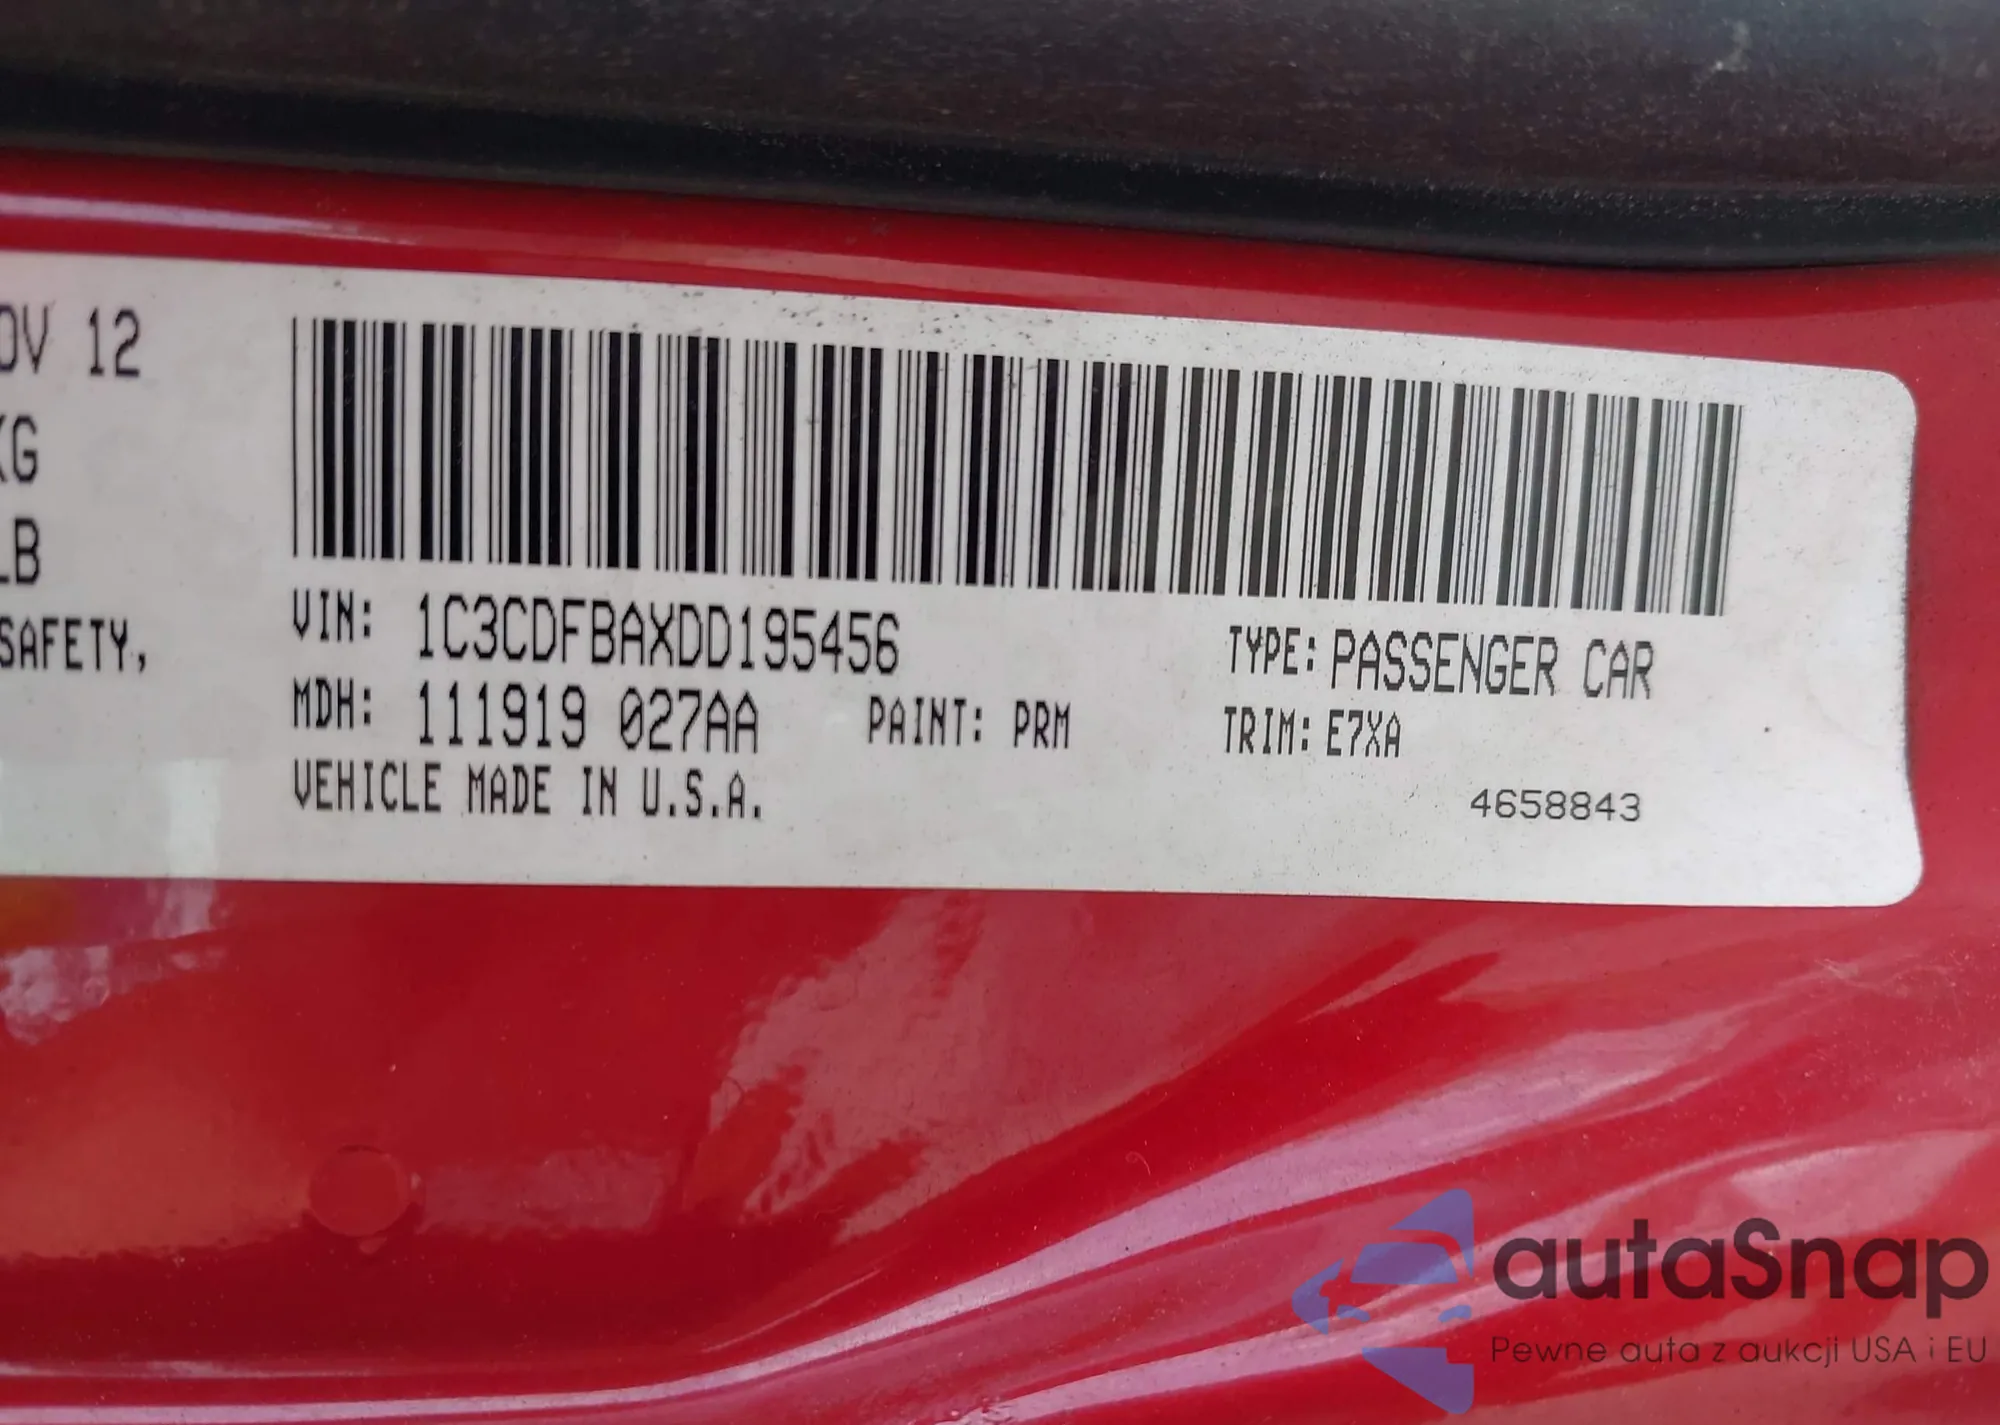 OV 12
KG
LB
SAFETY,
VIN: 1C3CDFBAXDD195456
TYPE: PASSENGER CAR
MDH: 111919 027AA PAINT: PRM
TRIM: E7XA
VEHICLE MADE IN U.S.A.
4658843
autaSnap
Pewne auta z aukcji USA i EU